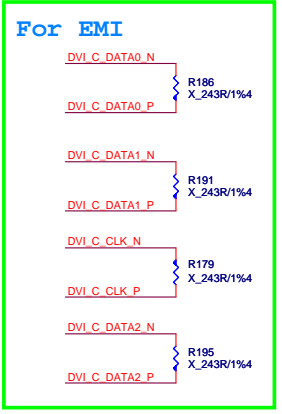 For EMI
DVI_C_DATA0_N
R186
X_243R/1%4
DVI_C_DATA0_P
DVI_C_DATA1_N
R191
X_243R/1%4
DVI_C_DATA1_P
DVI_C_CLK_N
R179
X_243R/1%4
DVI_C_CLK_P
DVI_C_DATA2_N
R195
X_243R/1%4
DVI_C_DATA2_P